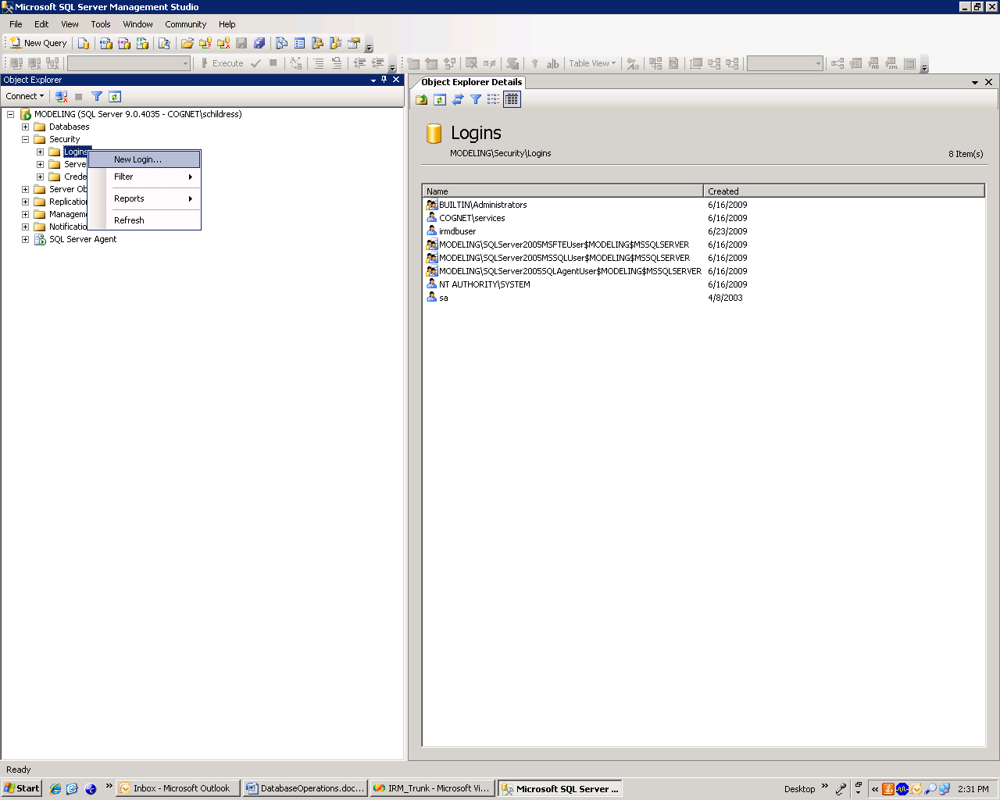 Microsoft SQL Server Management Studio
File Edit View Tools Window Community Help
New Query
Execute Table View
Object Explorer
Connect
MODELING (SQL Server 9.0.4035 - COGNET\schildress)
Databases
Security
Logins
Serve
Crede
Server Ob
Replication
Managem
Notificatio
SQL Server Agent
New Login...
Filter
Reports
Refresh
Object Explorer Details
Logins
MODELING\Security\Logins
8 Item(s)
Name Created
BUILTIN\Administrators 6/16/2009
COGNET\services 6/16/2009
irmdbuser 6/23/2009
MODELING\SQLServer2005MSFTEUser$MODELING$MSSQLSERVER 6/16/2009
MODELING\SQLServer2005MSSQLUser$MODELING$MSSQLSERVER 6/16/2009
MODELING\SQLServer2005SQLAgentUser$MODELING$MSSQLSERVER 6/16/2009
NT AUTHORITY\SYSTEM 6/16/2009
sa 4/8/2003
Ready
Start Inbox - Microsoft Outlook DatabaseOperations.doc... IRM_Trunk - Microsoft Vi... Microsoft SQL Server ... Desktop 2:31 PM